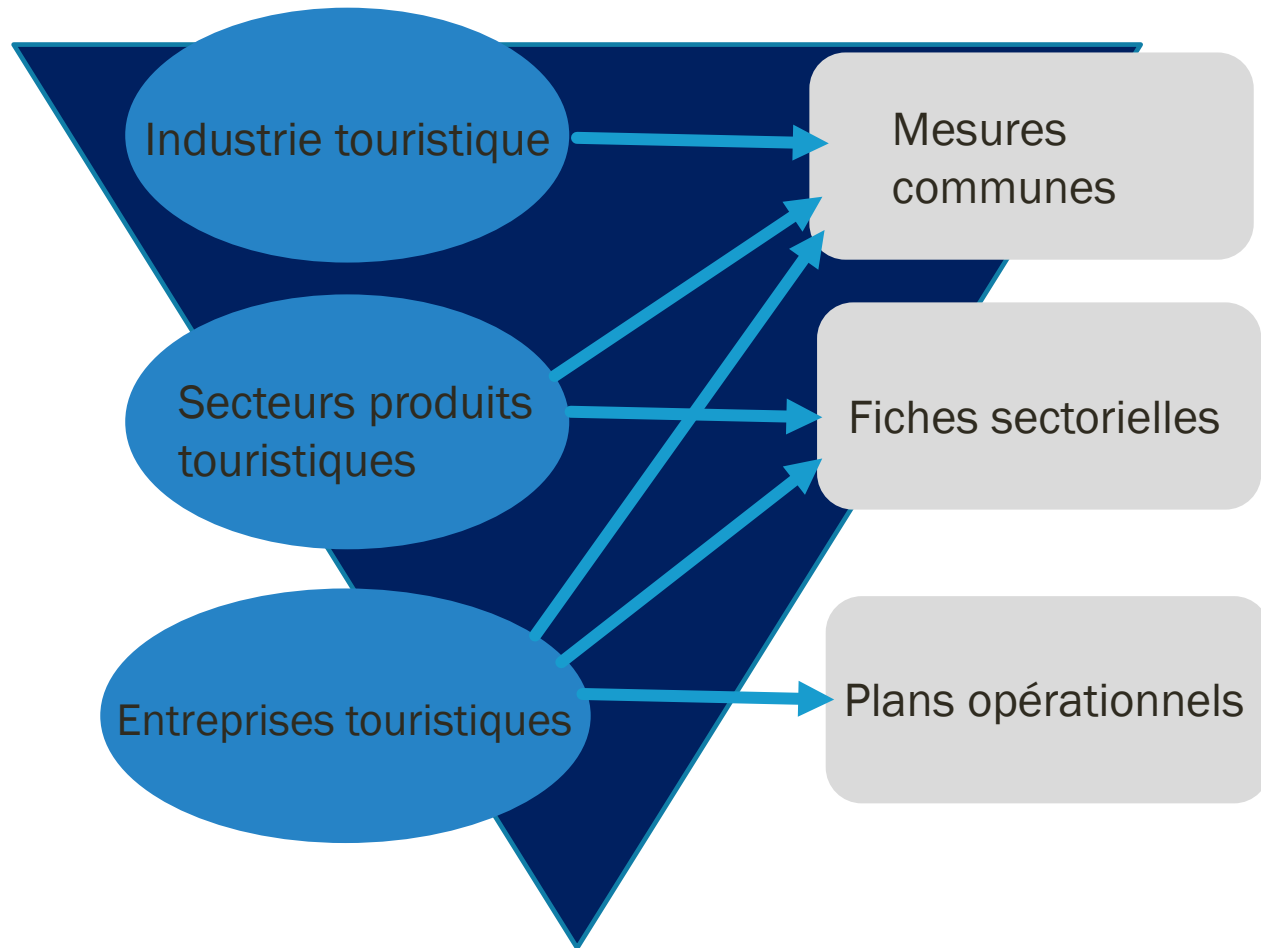 Industrie touristique
Mesures
communes
Secteurs produits
touristiques
Fiches sectorielles
Entreprises touristiques
Plans opérationnels